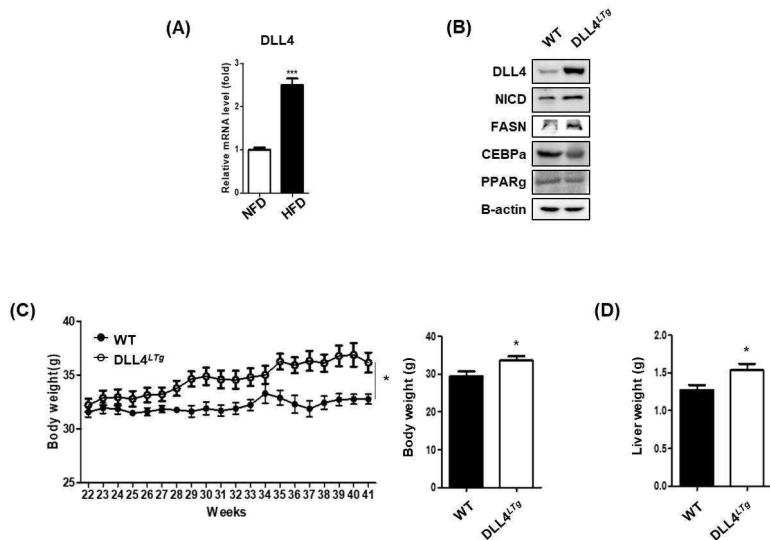 (A)
DLL4
Relative mRNA level (fold)
3
2
1
0
***
NFD
HFD
(B)
WT
DLL4LTg
DLL4
NICD
FASN
CEBPa
PPARg
B-actin
(C)
Body weight(g)
40
35
30
25
WT
DLL4LTg
*
22 23 24 25 26 27 28 29 30 31 32 33 34 35 36 37 38 39 40 41
Weeks
Body weight (g)
40
30
20
10
0
*
WT
DLL4LTg
(D)
Liver weight (g)
2.0
1.5
1.0
0.5
0.0
*
WT
DLL4LTg